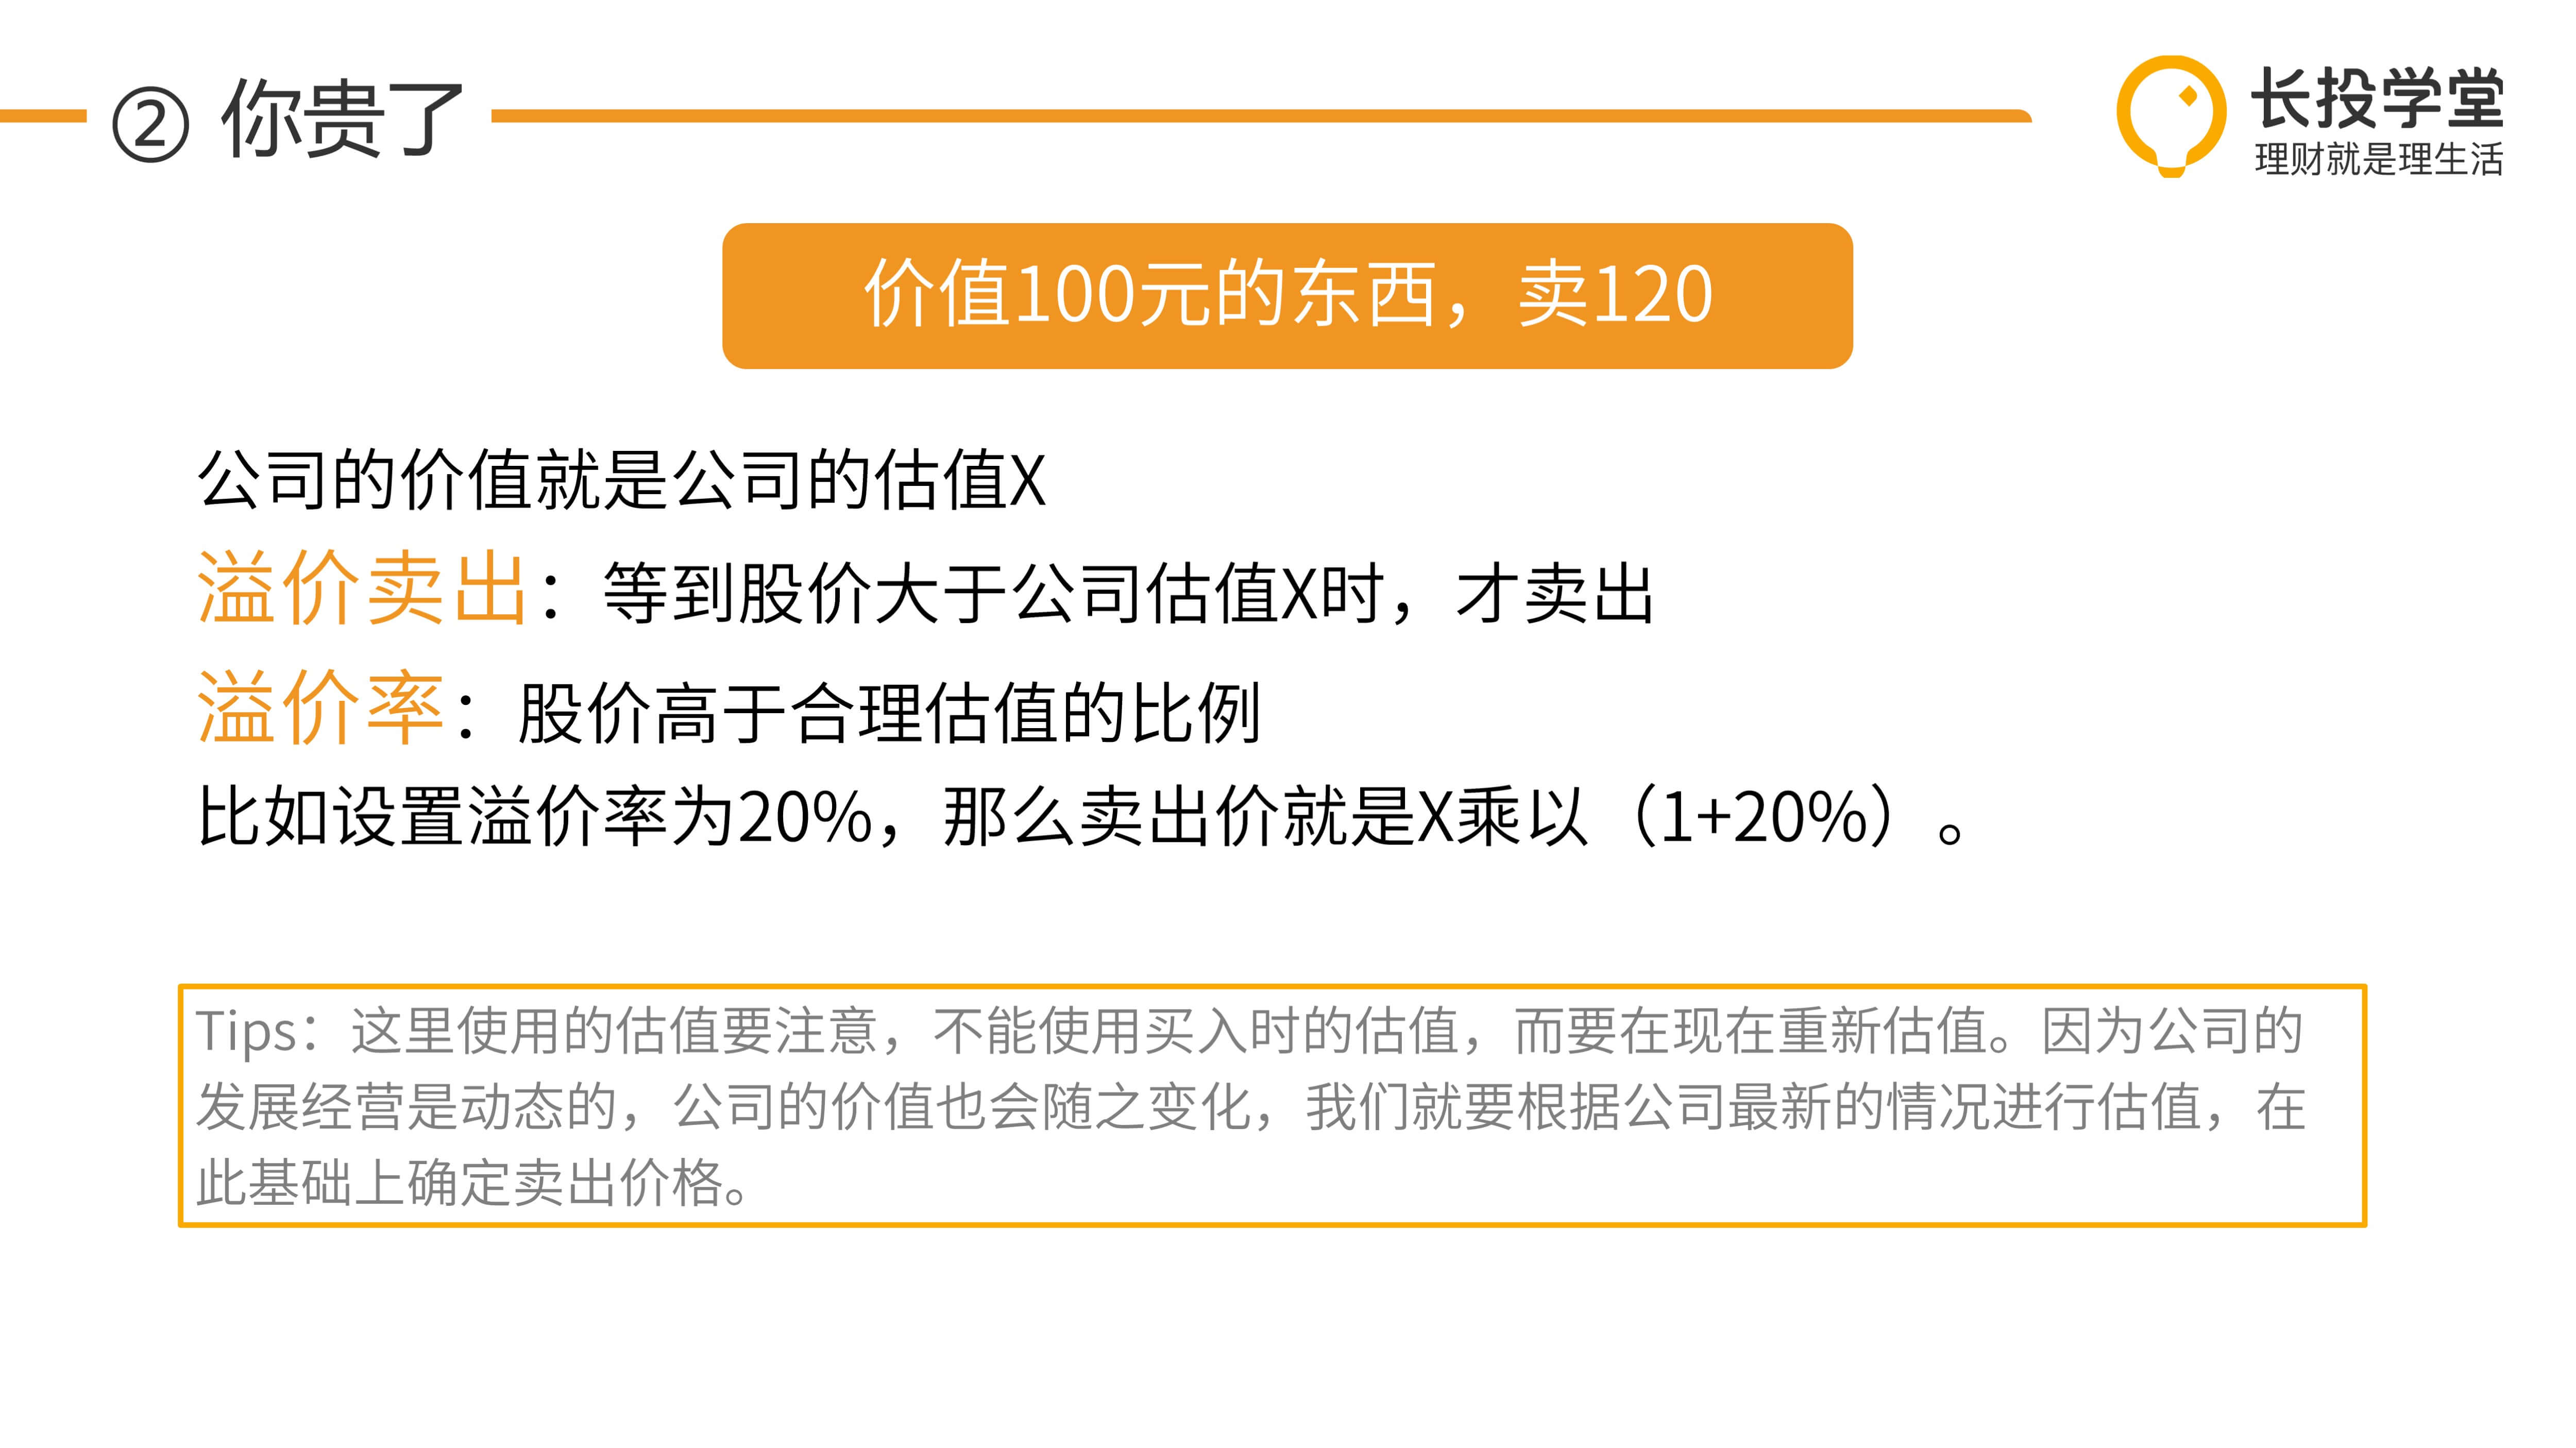 ② 你贵了
长投学堂
理财就是理生活
价值100元的东西，卖120
公司的价值就是公司的估值X
溢价卖出：等到股价大于公司估值X时，才卖出
溢价率：股价高于合理估值的比例
比如设置溢价率为20%，那么卖出价就是X乘以（1+20%）。
Tips：这里使用的估值要注意，不能使用买入时的估值，而要在现在重新估值。因为公司的
发展经营是动态的，公司的价值也会随之变化，我们就要根据公司最新的情况进行估值，在
此基础上确定卖出价格。